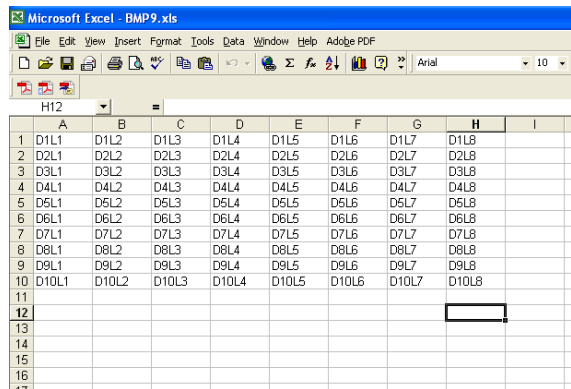 Microsoft Excel - BMP9.xls
File Edit View Insert Format Tools Data Window Help Adobe PDF
Arial 10
H12 =
A B C D E F G H I
1 D1L1 D1L2 D1L3 D1L4 D1L5 D1L6 D1L7 D1L8
2 D2L1 D2L2 D2L3 D2L4 D2L5 D2L6 D2L7 D2L8
3 D3L1 D3L2 D3L3 D3L4 D3L5 D3L6 D3L7 D3L8
4 D4L1 D4L2 D4L3 D4L4 D4L5 D4L6 D4L7 D4L8
5 D5L1 D5L2 D5L3 D5L4 D5L5 D5L6 D5L7 D5L8
6 D6L1 D6L2 D6L3 D6L4 D6L5 D6L6 D6L7 D6L8
7 D7L1 D7L2 D7L3 D7L4 D7L5 D7L6 D7L7 D7L8
8 D8L1 D8L2 D8L3 D8L4 D8L5 D8L6 D8L7 D8L8
9 D9L1 D9L2 D9L3 D9L4 D9L5 D9L6 D9L7 D9L8
10 D10L1 D10L2 D10L3 D10L4 D10L5 D10L6 D10L7 D10L8
11
12
13
14
15
16
17